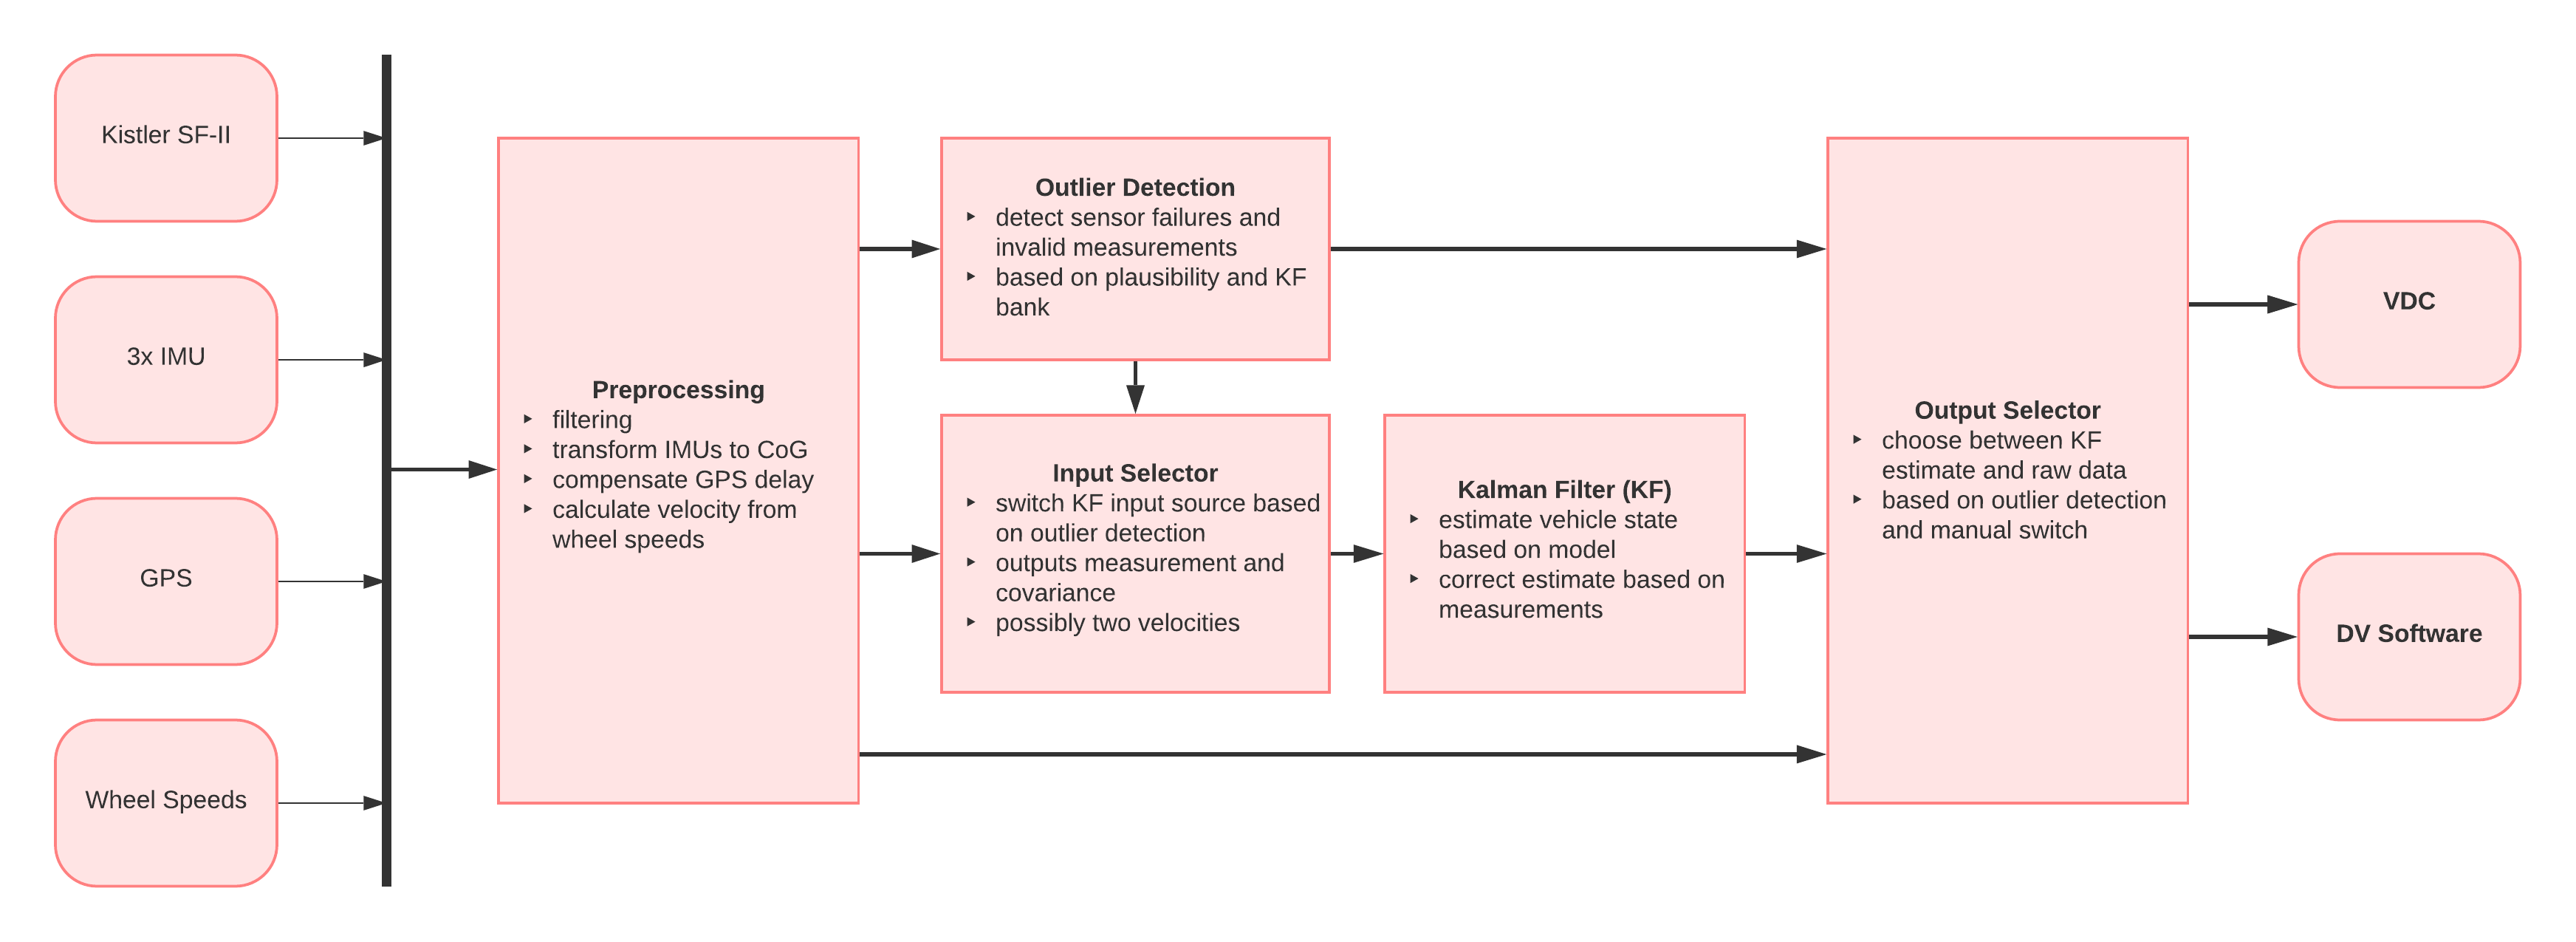 Kistler SF-II
3x IMU
GPS
Wheel Speeds
Preprocessing
‣ filtering
‣ transform IMUs to CoG
‣ compensate GPS delay
‣ calculate velocity from
wheel speeds
Outlier Detection
‣ detect sensor failures and
invalid measurements
‣ based on plausibility and KF
bank
Input Selector
‣ switch KF input source based
on outlier detection
‣ outputs measurement and
covariance
‣ possibly two velocities
Kalman Filter (KF)
‣ estimate vehicle state
based on model
‣ correct estimate based on
measurements
Output Selector
‣ choose between KF
estimate and raw data
‣ based on outlier detection
and manual switch
VDC
DV Software